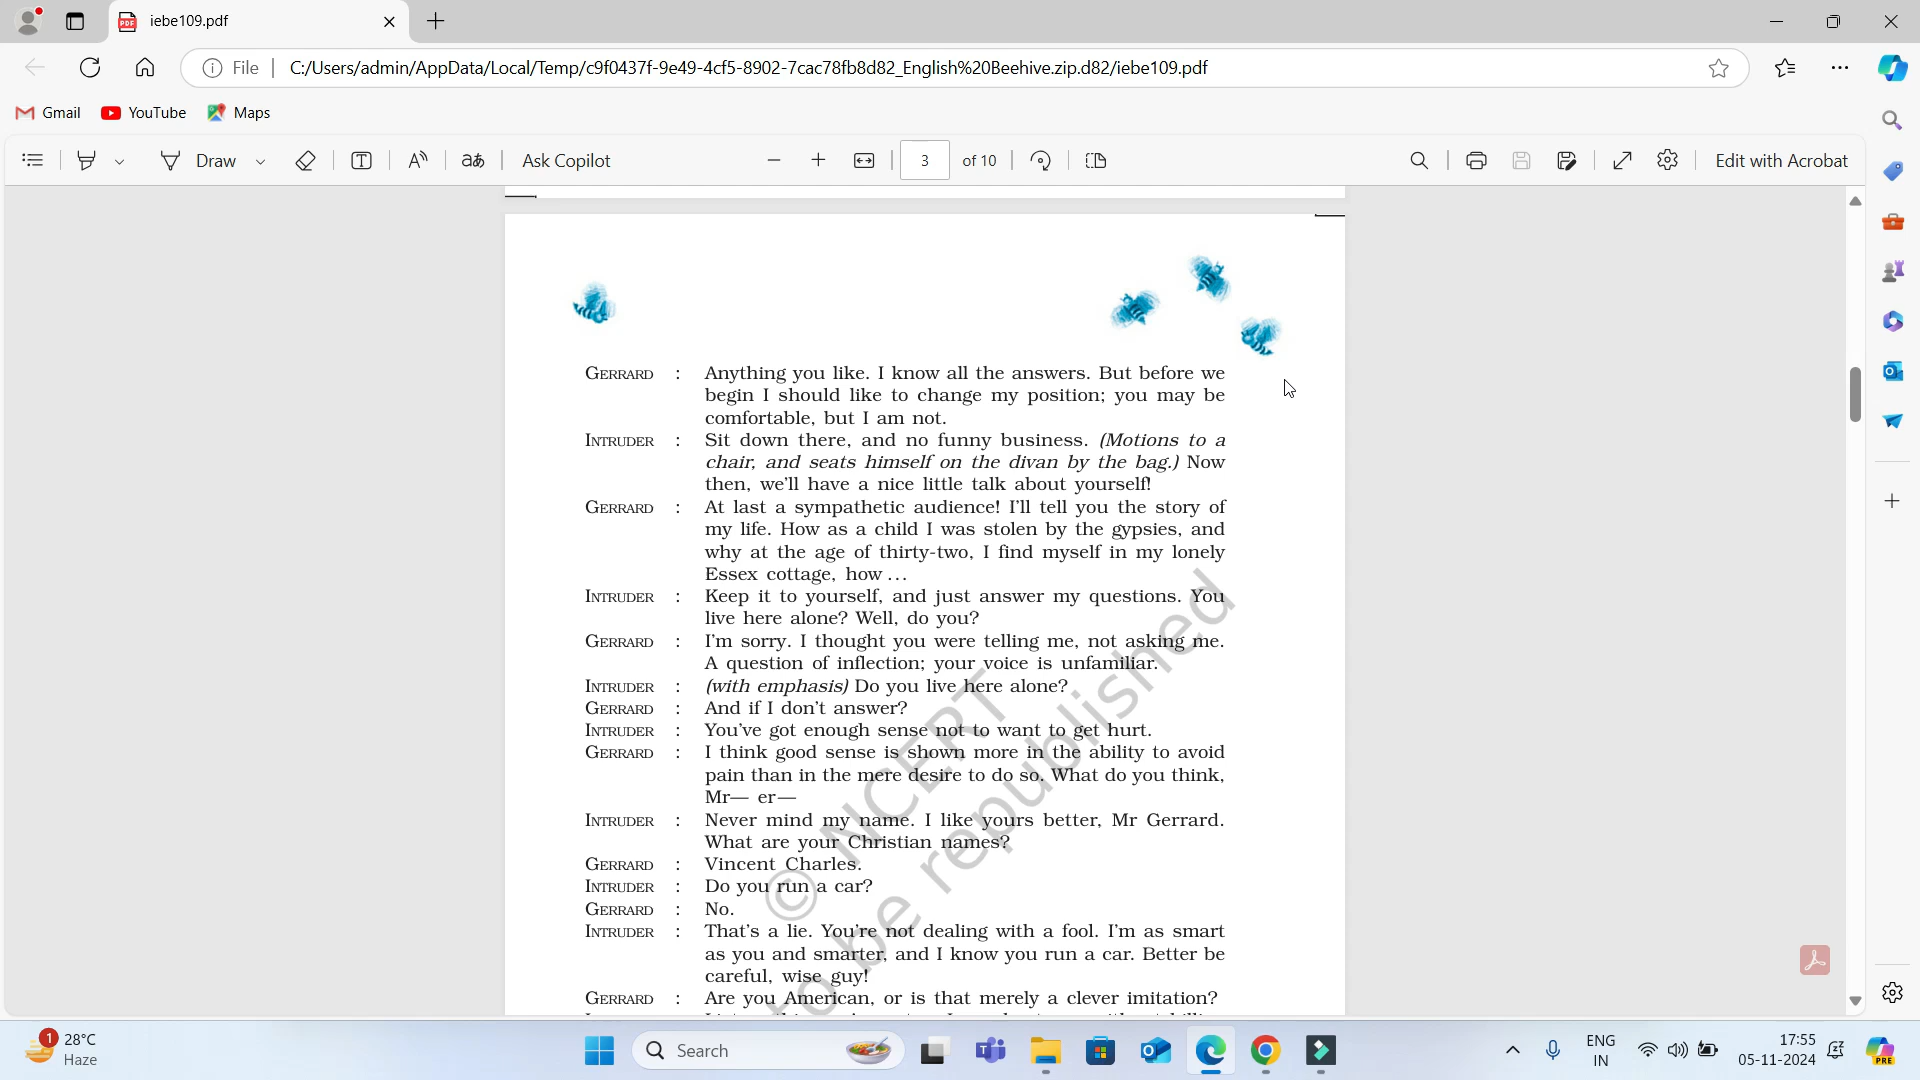 iebe109.pdf
File
C:/Users/admin/AppData/Local/Temp/c9f0437f-9e49-4cf5-8902-7cac78fb8d82_English%20Beehive.zip.d82/iebe109.pdf
Gmail YouTube Maps
Draw aあ Ask Copilot 3 of 10 Edit with Acrobat
GERRARD : Anything you like. I know all the answers. But before we
begin I should like to change my position; you may be
comfortable, but I am not.
INTRUDER : Sit down there, and no funny business. (Motions to a
chair, and seats himself on the divan by the bag.) Now
then, we'll have a nice little talk about yourself!
GERRARD : At last a sympathetic audience! I'll tell you the story of
my life. How as a child I was stolen by the gypsies, and
why at the age of thirty-two, I find myself in my lonely
Essex cottage, how ...
INTRUDER : Keep it to yourself, and just answer my questions. You
live here alone? Well, do you?
GERRARD : I'm sorry. I thought you were telling me, not asking me.
A question of inflection; your voice is unfamiliar.
INTRUDER : (with emphasis) Do you live here alone?
GERRARD : And if I don't answer?
INTRUDER : You've got enough sense not to want to get hurt.
GERRARD : I think good sense is shown more in the ability to avoid
pain than in the mere desire to do so. What do you think,
Mr— er—
INTRUDER : Never mind my name. I like yours better, Mr Gerrard.
What are your Christian names?
GERRARD : Vincent Charles.
INTRUDER : Do you run a car?
GERRARD : No.
INTRUDER : That's a lie. You're not dealing with a fool. I'm as smart
as you and smarter, and I know you run a car. Better be
careful, wise guy!
GERRARD : Are you American, or is that merely a clever imitation?
© NCERT
to be republished
1
28°C
Haze
Search
ENG
IN
17:55
05-11-2024
PRE